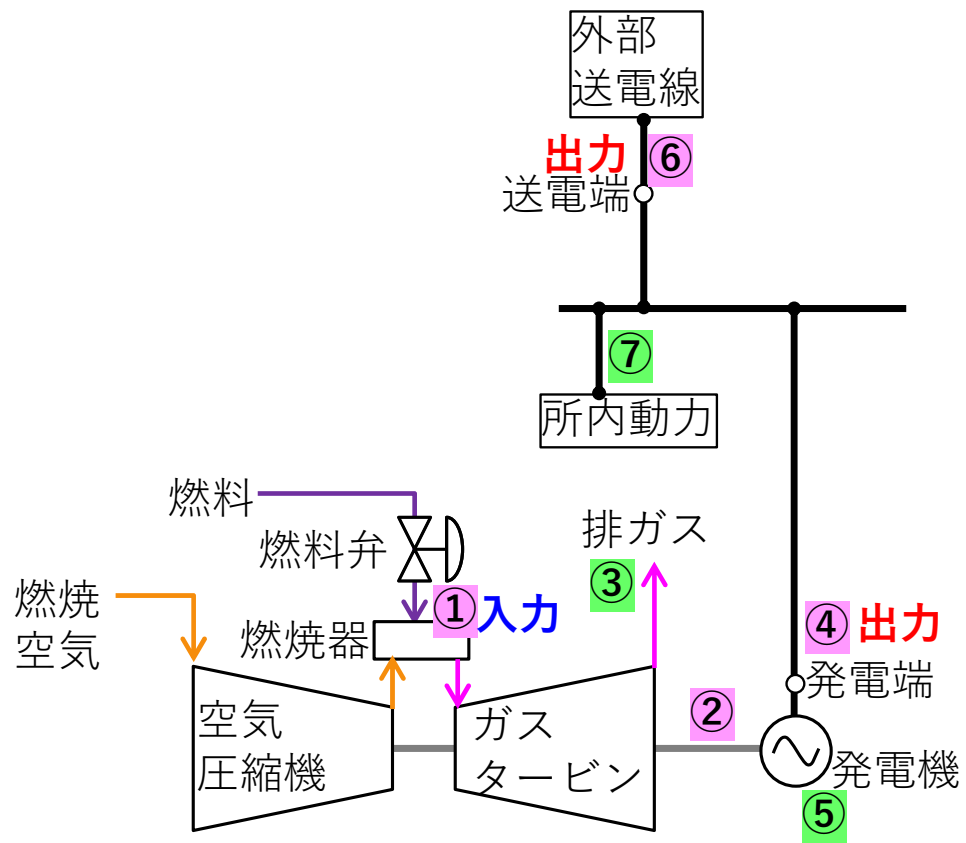 外部
送電線
出力 ⑥
送電端
⑦
所内動力
燃料
燃料弁
排ガス
③
燃焼
空気
① 入力
燃焼器
④ 出力
発電端
②
空気
圧縮機
ガス
タービン
発電機
⑤